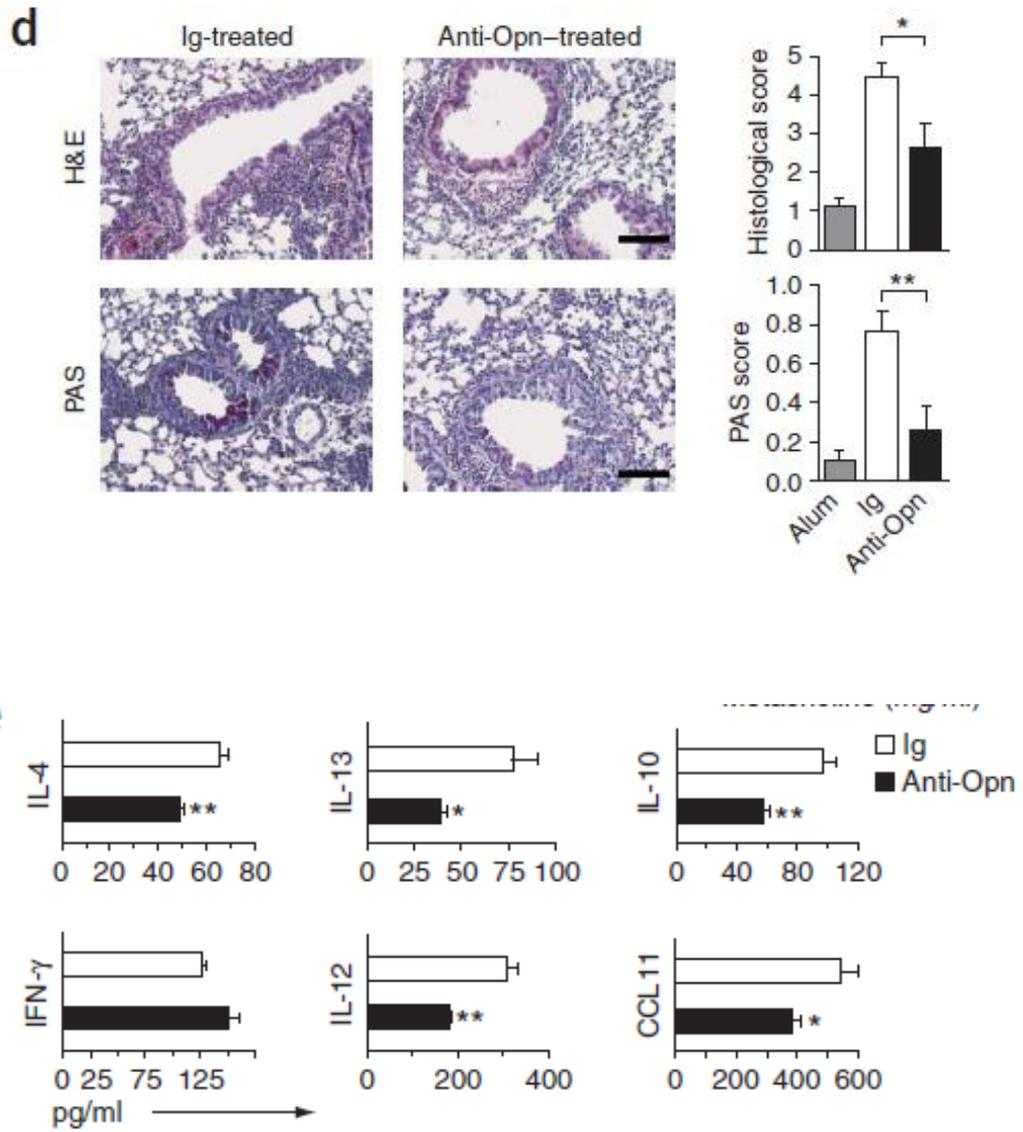 d
Ig-treated
Anti-Opn–treated
H&E
PAS
Histological score
5
4
3
2
1
0
*
PAS score
1.0
0.8
0.6
0.4
0.2
0.0
**
Alum
Ig
Anti-Opn
(mg/ml)
Ig
Anti-Opn
IL-4
**
0 20 40 60 80
IL-13
*
0 25 50 75 100
IL-10
**
0 40 80 120
IFN-γ
0 25 75 125
pg/ml
IL-12
**
0 200 400
CCL11
*
0 200 400 600